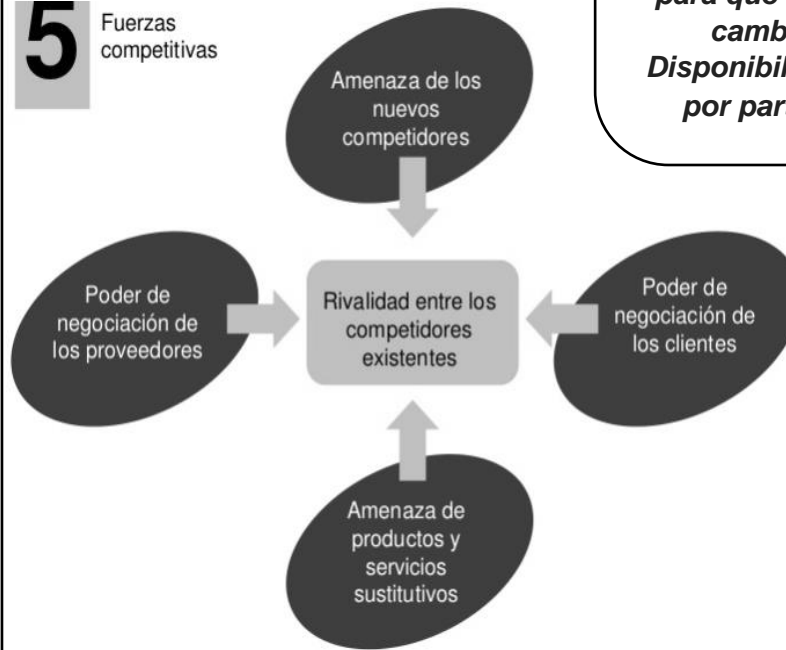 5
Fuerzas
competitivas
para que
camb
Disponibil
por par
Amenaza de los
nuevos
competidores
Poder de
negociación de
los proveedores
Rivalidad entre los
competidores
existentes
Poder de
negociación de
los clientes
Amenaza de
productos y
servicios
sustitutivos